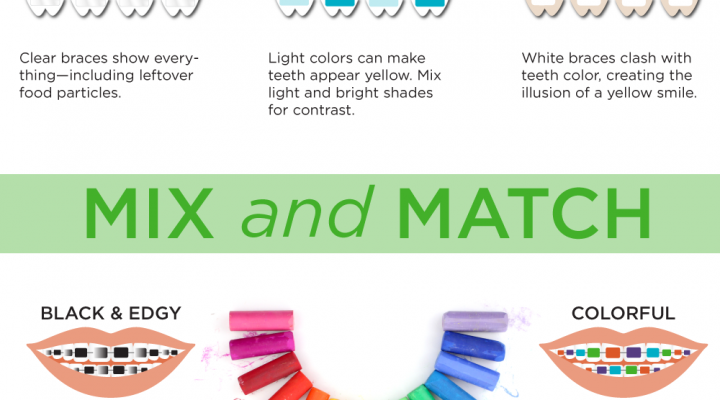 Clear braces show every-
thing—including leftover
food particles.
Light colors can make
teeth appear yellow. Mix
light and bright shades
for contrast.
White braces clash with
teeth color, creating the
illusion of a yellow smile.
MIX and MATCH
BLACK & EDGY
COLORFUL